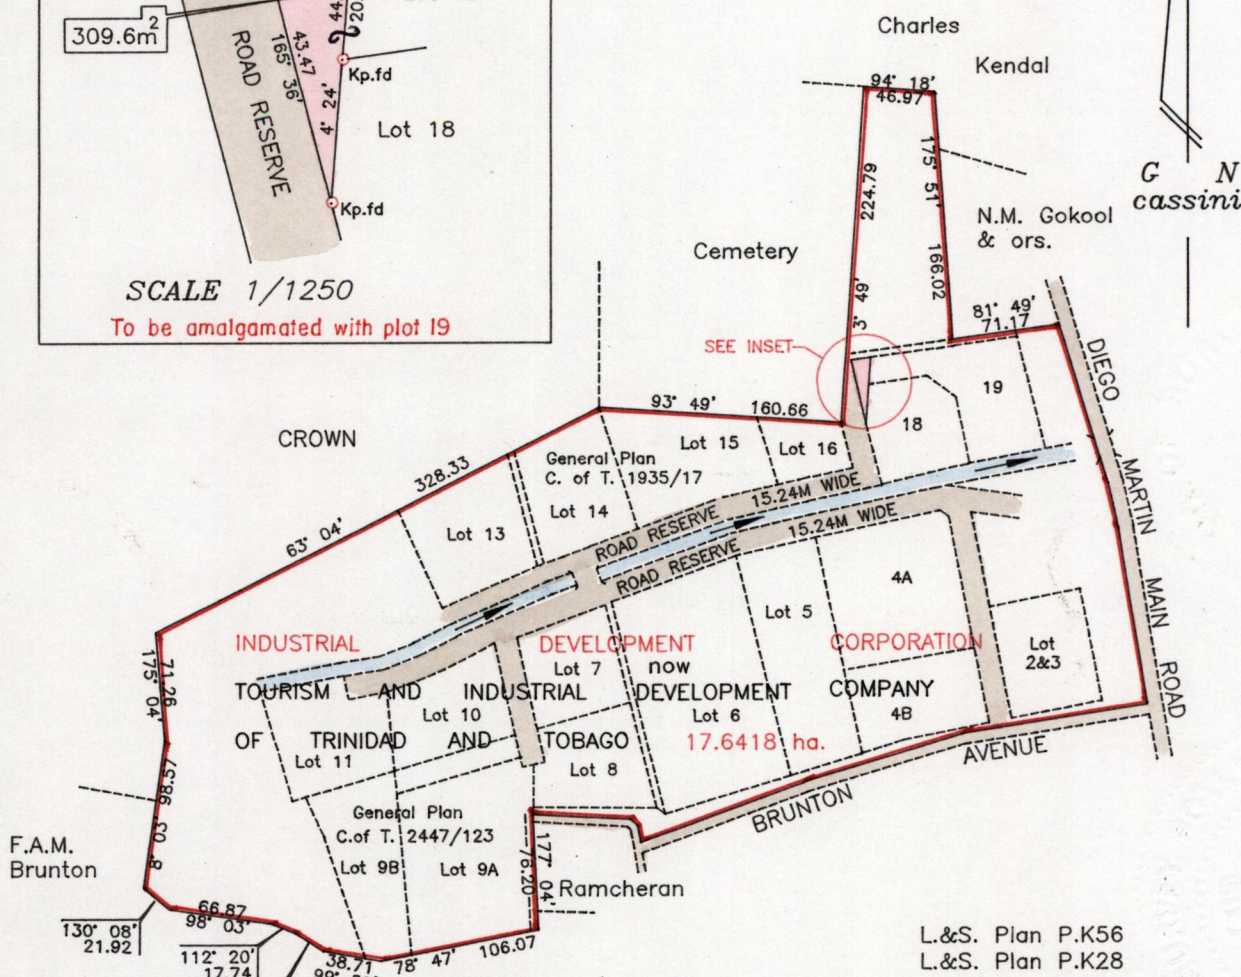 309.6m²
44.
20.
43.47
165° 36'
4° 24'
ROAD RESERVE
Kp.fd
Lot 18
Kp.fd
SCALE 1/1250
To be amalgamated with plot 19
Charles
Kendal
94° 18'
46.97
224.79
3° 49'
175° 51'
166.02
N.M. Gokool
& ors.
G N
cassini
Cemetery
81° 49'
71.17
SEE INSET
DIEGO MARTIN MAIN ROAD
CROWN
93° 49' 160.66
328.33
63° 04'
Lot 15
Lot 16
18
19
General Plan
C. of T. 1935/17
Lot 14
Lot 13
ROAD RESERVE 15.24M WIDE
ROAD RESERVE 15.24M WIDE
4A
Lot 5
Lot
2&3
INDUSTRIAL DEVELOPMENT CORPORATION
Lot 7
now
TOURISM AND INDUSTRIAL DEVELOPMENT COMPANY
Lot 10
Lot 6
4B
OF TRINIDAD AND TOBAGO
17.6418 ha.
Lot 11
Lot 8
BRUNTON AVENUE
71.26
175° 04'
98.57
8° 03'
General Plan
C.of T. 2447/123
Lot 9B
Lot 9A
177° 04'
76.20
F.A.M.
Brunton
Ramcheran
66.87
98° 03'
130° 08'
21.92
112° 20'
17.74
38.71
78° 47'
106.07
L.&S. Plan P.K56
L.&S. Plan P.K28